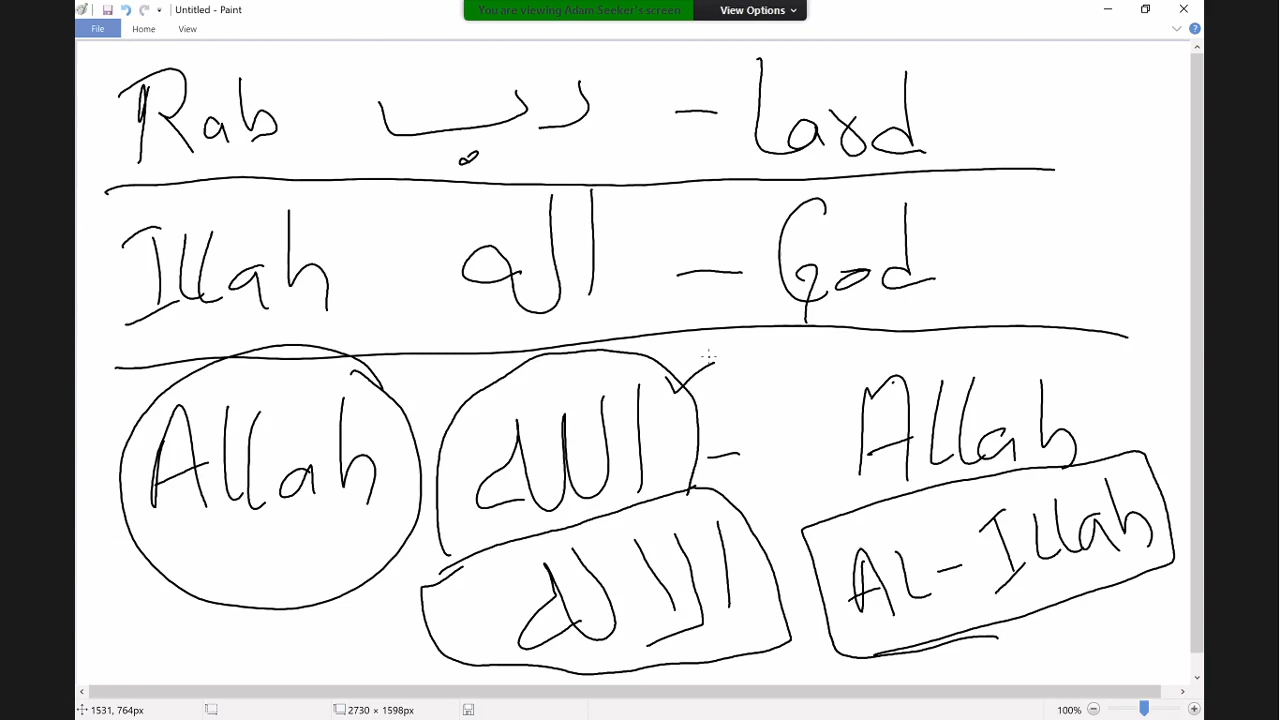 Untitled - Paint
You are viewing Adam Seeker's screen View Options
File Home View
Rab رب - Lord
Illah اله - God
Allah الله - Allah
الاله AL-Illah
1531, 764px 2730 × 1598px 100%